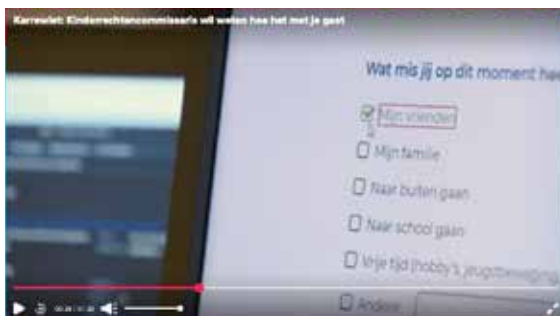 Karrewiet: Kinderrechtencommissaris wil weten hoe het met je gaat
Wat mis jij op dit moment hee
Mijn vrienden
Mijn familie
Naar buiten gaan
Naar school gaan
Vrije tijd (hobby's, jeugdbeweging,
Andere